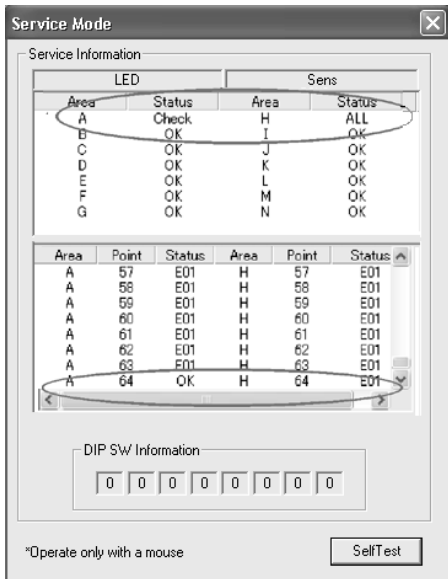 Service Mode
Service Information
LED Sens
Area Status Area Status
A Check H ALL
B OK I OK
C OK J OK
D OK K OK
E OK L OK
F OK M OK
G OK N OK
Area Point Status Area Point Status
A 57 E01 H 57 E01
A 58 E01 H 58 E01
A 59 E01 H 59 E01
A 60 E01 H 60 E01
A 61 E01 H 61 E01
A 62 E01 H 62 E01
A 63 E01 H 63 E01
A 64 OK H 64 E01
DIP SW Information
0 0 0 0 0 0 0 0
*Operate only with a mouse
SelfTest